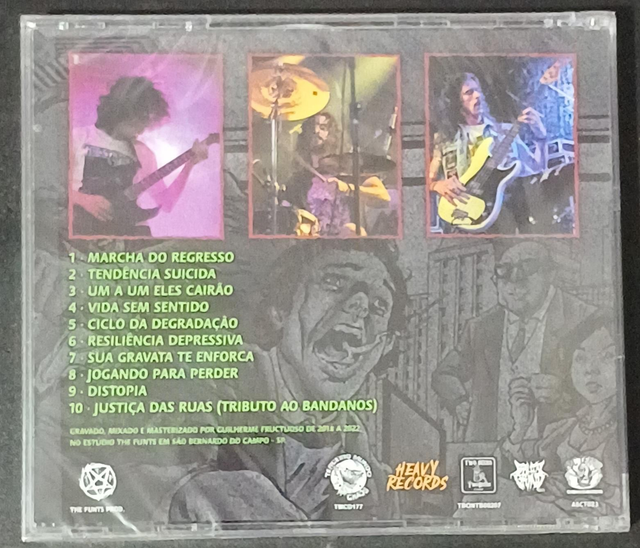 1 · MARCHA DO REGRESSO
2 · TENDÊNCIA SUICIDA
3 · UM A UM ELES CAIRÃO
4 · VIDA SEM SENTIDO
5 · CICLO DA DEGRADAÇÃO
6 · RESILIÊNCIA DEPRESSIVA
7 · SUA GRAVATA TE ENFORCA
8 · JOGANDO PARA PERDER
9 · DISTOPIA
10 · JUSTIÇA DAS RUAS (TRIBUTO AO BANDANOS)
GRAVADO, MIXADO E MASTERIZADO POR GUILHERME FRUCTUOSO DE 2018 A 2022
NO ESTÚDIO THE FUNTS EM SÃO BERNARDO DO CAMPO - SP
HEAVY
RECORDS
THE FUNTS PROD.
TMCD177